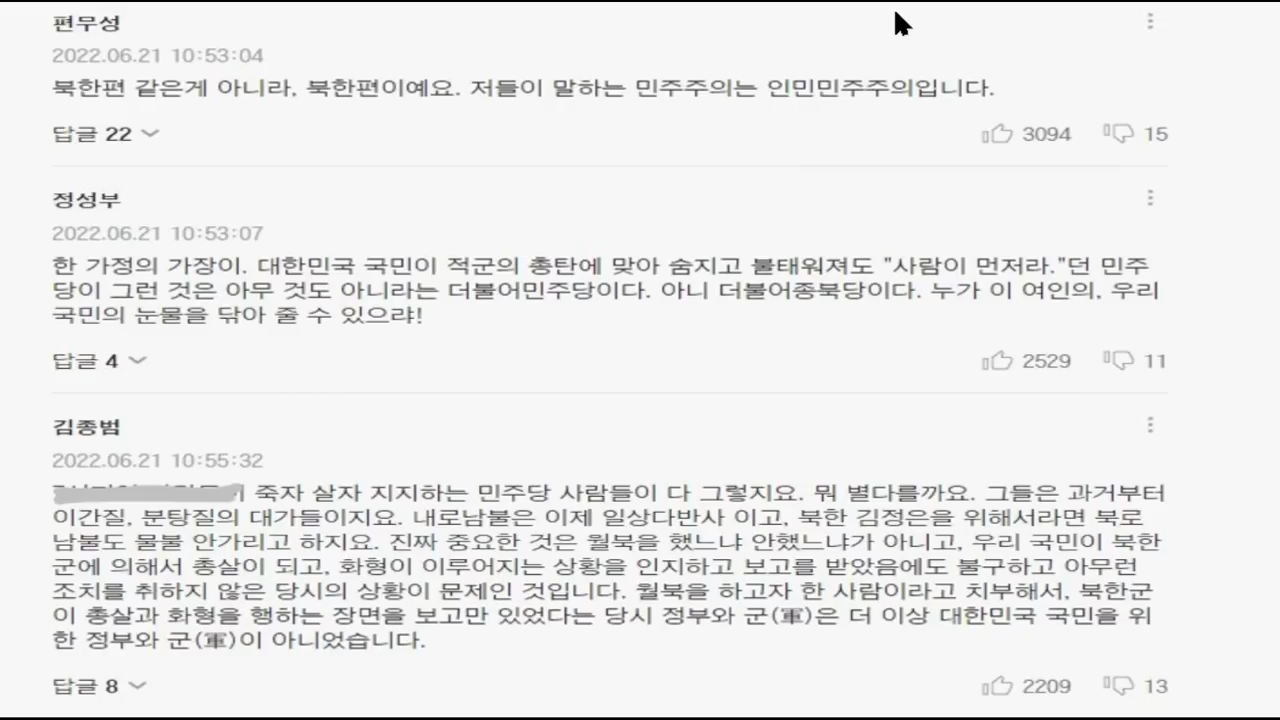 편무성
2022.06.21 10:53:04
북한편 같은게 아니라, 북한편이예요. 저들이 말하는 민주주의는 인민민주주의입니다.
답글 22
3094 15
정성부
2022.06.21 10:53:07
한 가정의 가장이. 대한민국 국민이 적군의 총탄에 맞아 숨지고 불태워져도 "사람이 먼저라."던 민주
당이 그런 것은 아무 것도 아니라는 더불어민주당이다. 아니 더불어종북당이다. 누가 이 여인의, 우리
국민의 눈물을 닦아 줄 수 있으랴!
답글 4
2529 11
김종범
2022.06.21 10:55:32
죽자 살자 지지하는 민주당 사람들이 다 그렇지요. 뭐 별다를까요. 그들은 과거부터
이간질, 분탕질의 대가들이지요. 내로남불은 이제 일상다반사 이고, 북한 김정은을 위해서라면 북로
남불도 물불 안가리고 하지요. 진짜 중요한 것은 월북을 했느냐 안했느냐가 아니고, 우리 국민이 북한
군에 의해서 총살이 되고, 화형이 이루어지는 상황을 인지하고 보고를 받았음에도 불구하고 아무런
조치를 취하지 않은 당시의 상황이 문제인 것입니다. 월북을 하고자 한 사람이라고 치부해서, 북한군
이 총살과 화형을 행하는 장면을 보고만 있었다는 당시 정부와 군(軍)은 더 이상 대한민국 국민을 위
한 정부와 군(軍)이 아니었습니다.
답글 8
2209 13